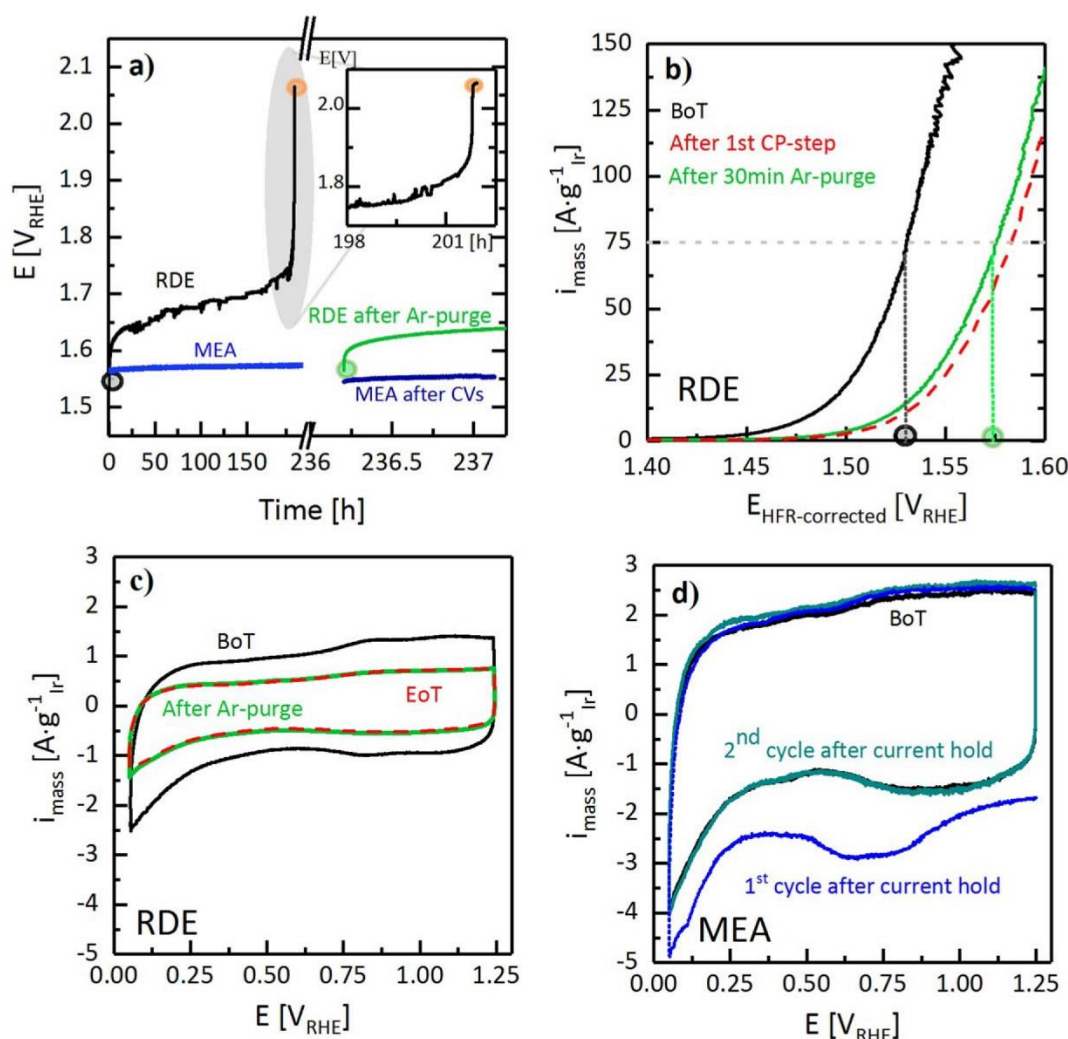 a)
E [V_RHE]
2.1
2.0
1.9
1.8
1.7
1.6
1.5
E[V]
2.0
1.8
198
201 [h]
RDE
MEA
RDE after Ar-purge
MEA after CVs
0 50 100 150 236 236.5 237
Time [h]
b)
i_mass [A·g⁻¹_Ir]
150
125
100
75
50
25
0
BoT
After 1st CP-step
After 30min Ar-purge
RDE
1.40 1.45 1.50 1.55 1.60
E_HFR-corrected [V_RHE]
c)
i_mass [A·g⁻¹_Ir]
3
2
1
0
-1
-2
-3
-4
-5
BoT
After Ar-purge
EoT
RDE
0.00 0.25 0.50 0.75 1.00 1.25
E [V_RHE]
d)
i_mass [A·g⁻¹_Ir]
3
2
1
0
-1
-2
-3
-4
-5
BoT
2nd cycle after current hold
1st cycle after current hold
MEA
0.00 0.25 0.50 0.75 1.00 1.25
E [V_RHE]